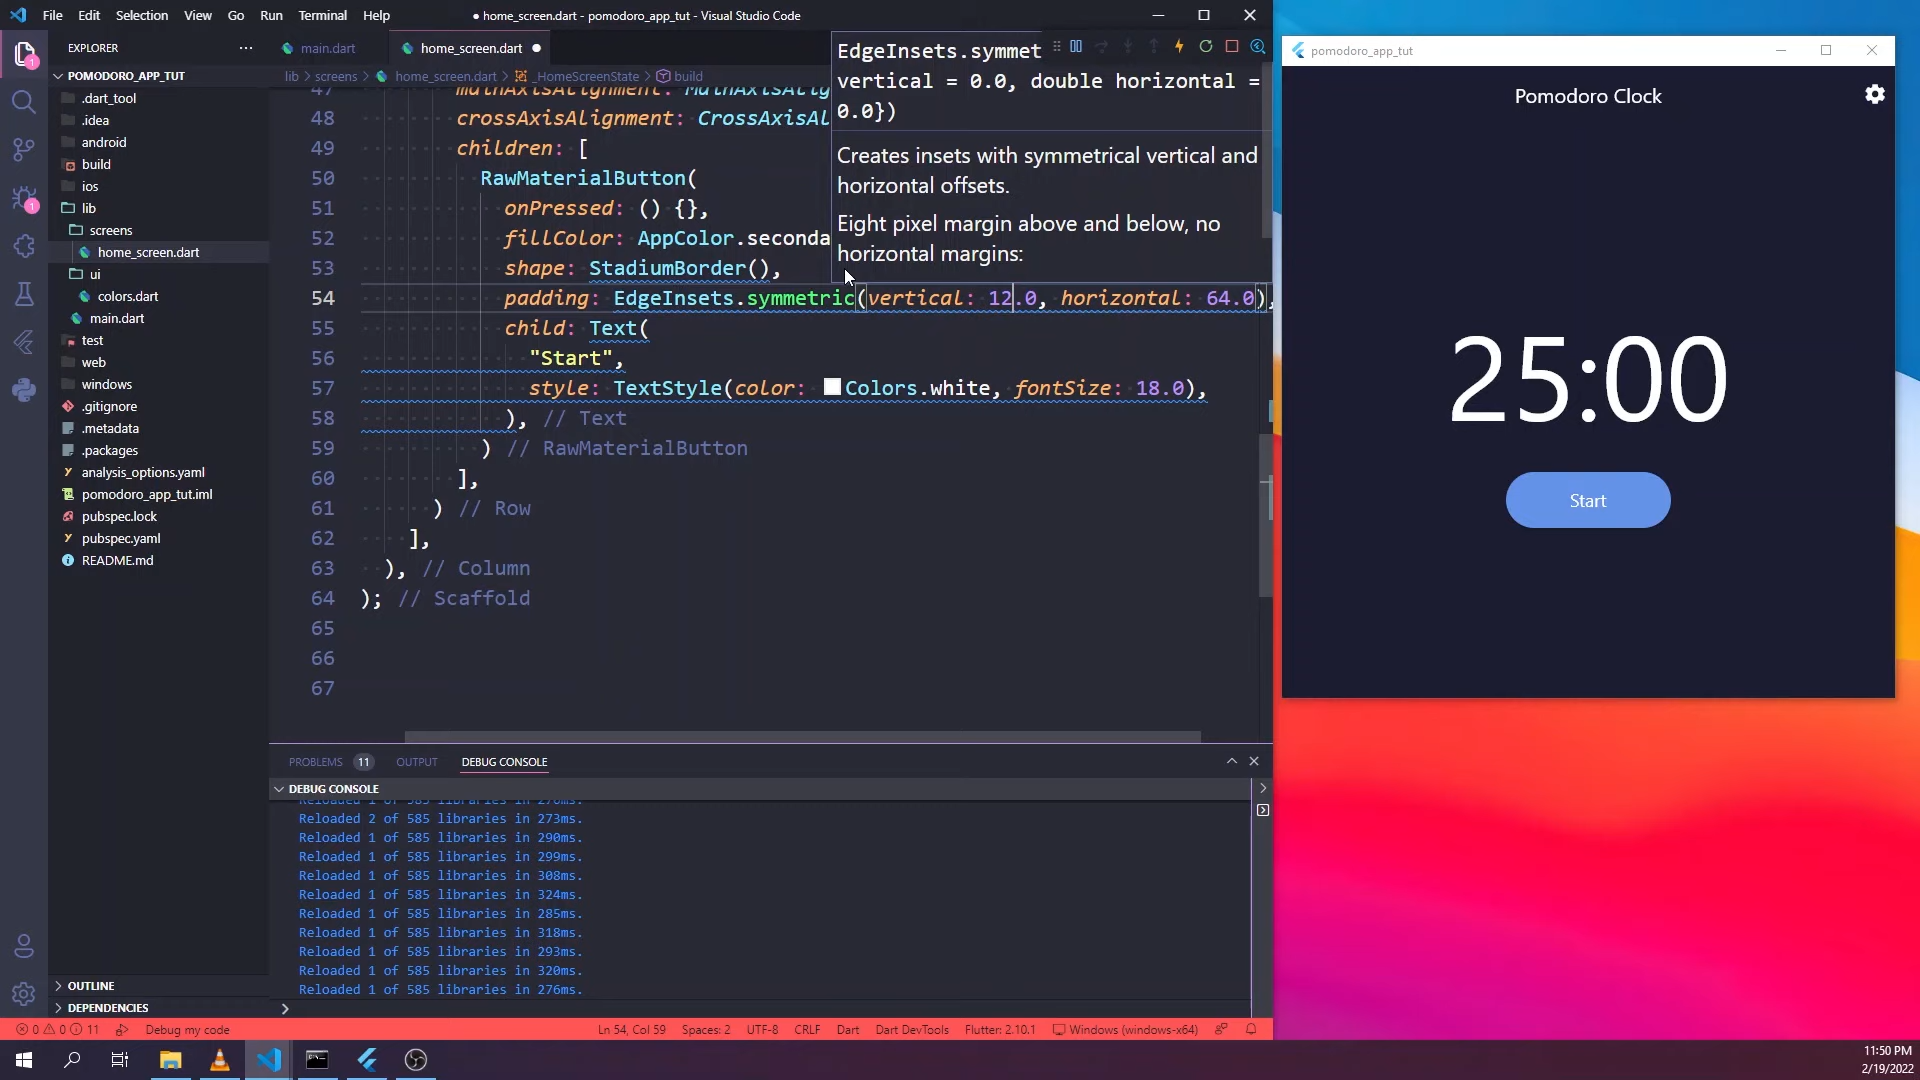 File Edit Selection View Go Run Terminal Help
● home_screen.dart - pomodoro_app_tut - Visual Studio Code
EXPLORER
POMODORO_APP_TUT
.dart_tool
.idea
android
build
ios
lib
screens
home_screen.dart
ui
colors.dart
main.dart
test
web
windows
.gitignore
.metadata
.packages
analysis_options.yaml
pomodoro_app_tut.iml
pubspec.lock
pubspec.yaml
README.md
OUTLINE
DEPENDENCIES
main.dart
home_screen.dart
lib > screens > home_screen.dart > _HomeScreenState > build
EdgeInsets.symmet
vertical = 0.0, double horizontal =
0.0})
Creates insets with symmetrical vertical and
horizontal offsets.
Eight pixel margin above and below, no
horizontal margins:
47 mainAxisAlignment: MainAxisAlig
48 crossAxisAlignment: CrossAxisAl
49 children: [
50 RawMaterialButton(
51 onPressed: () {},
52 fillColor: AppColor.seconda
53 shape: StadiumBorder(),
54 padding: EdgeInsets.symmetric(vertical: 12.0, horizontal: 64.0),
55 child: Text(
56 "Start",
57 style: TextStyle(color: Colors.white, fontSize: 18.0),
58 ), // Text
59 ) // RawMaterialButton
60 ],
61 ) // Row
62 ],
63 ), // Column
64 ); // Scaffold
65
66
67
PROBLEMS 11 OUTPUT DEBUG CONSOLE
DEBUG CONSOLE
Reloaded 1 of 585 libraries in 270ms.
Reloaded 2 of 585 libraries in 273ms.
Reloaded 1 of 585 libraries in 290ms.
Reloaded 1 of 585 libraries in 299ms.
Reloaded 1 of 585 libraries in 308ms.
Reloaded 1 of 585 libraries in 324ms.
Reloaded 1 of 585 libraries in 285ms.
Reloaded 1 of 585 libraries in 318ms.
Reloaded 1 of 585 libraries in 293ms.
Reloaded 1 of 585 libraries in 320ms.
Reloaded 1 of 585 libraries in 276ms.
0 0 11 Debug my code
Ln 54, Col 59 Spaces: 2 UTF-8 CRLF Dart Dart DevTools Flutter: 2.10.1 Windows (windows-x64)
pomodoro_app_tut
Pomodoro Clock
25:00
Start
11:50 PM
2/19/2022